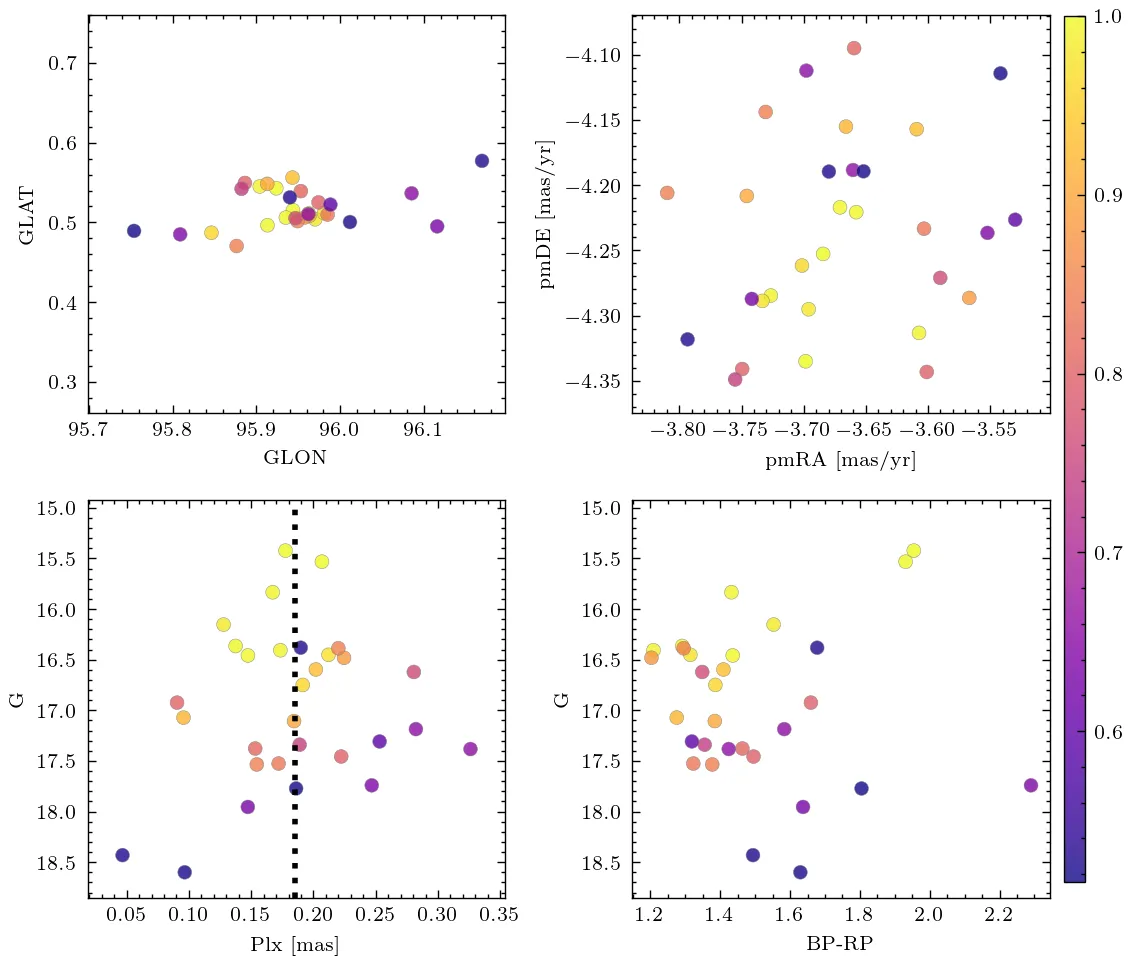 0.7
0.6
0.5
0.4
0.3
GLAT
95.7 95.8 95.9 96.0 96.1
GLON
−4.10
−4.15
−4.20
−4.25
−4.30
−4.35
pmDE [mas/yr]
−3.80 −3.75 −3.70 −3.65 −3.60 −3.55
pmRA [mas/yr]
15.0
15.5
16.0
16.5
17.0
17.5
18.0
18.5
G
0.05 0.10 0.15 0.20 0.25 0.30 0.35
Plx [mas]
15.0
15.5
16.0
16.5
17.0
17.5
18.0
18.5
G
1.2 1.4 1.6 1.8 2.0 2.2
BP-RP
1.0
0.9
0.8
0.7
0.6